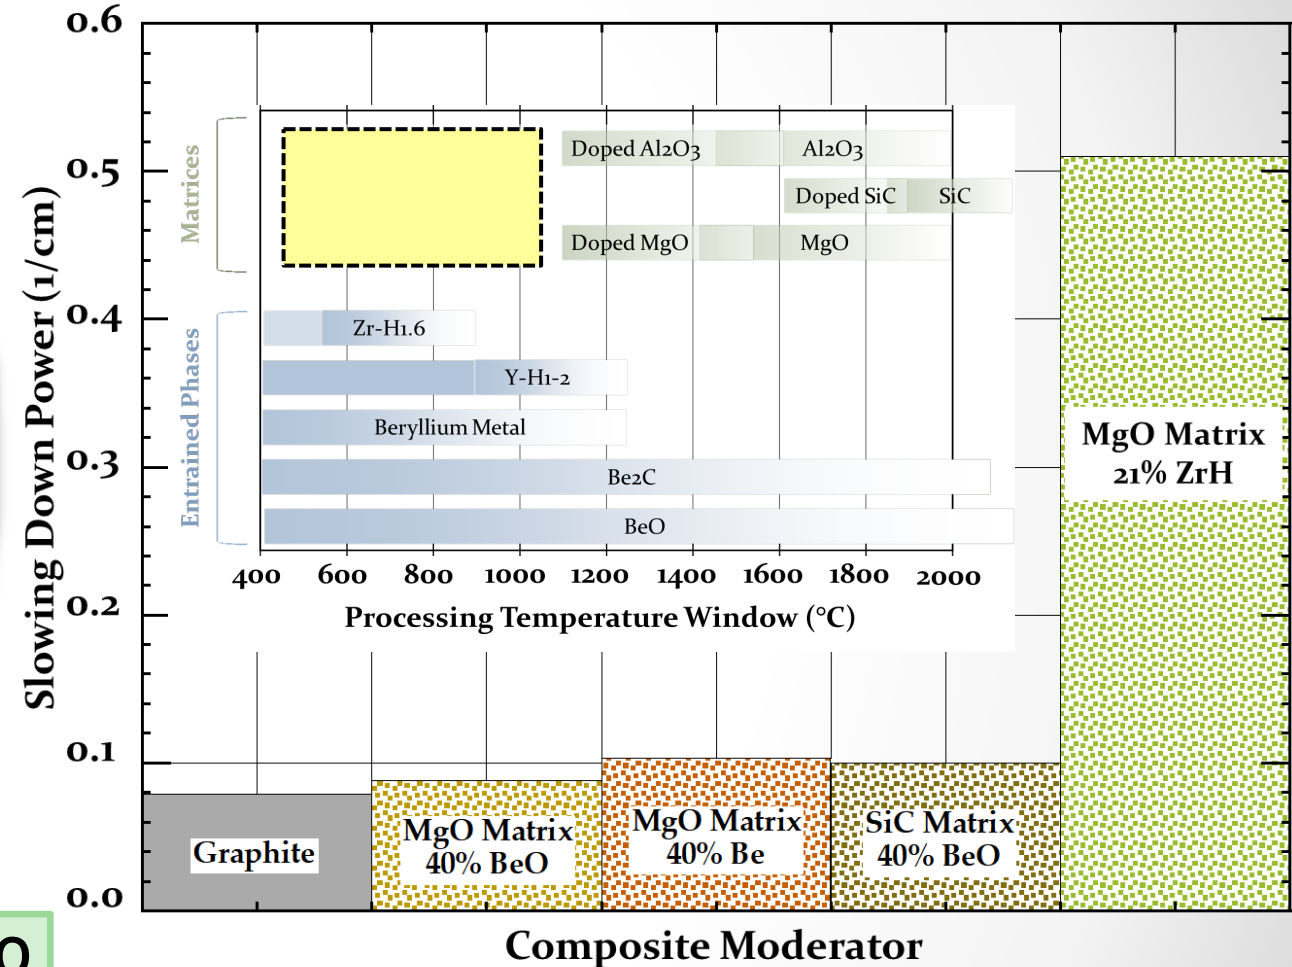 0.6
0.5
0.4
0.3
0.2
0.1
0.0
Slowing Down Power (1/cm)
Matrices
Doped Al2O3
Al2O3
Doped SiC
SiC
Doped MgO
MgO
Entrained Phases
Zr-H1.6
Y-H1-2
Beryllium Metal
Be2C
BeO
400 600 800 1000 1200 1400 1600 1800 2000
Processing Temperature Window (°C)
Graphite
MgO Matrix
40% BeO
MgO Matrix
40% Be
SiC Matrix
40% BeO
MgO Matrix
21% ZrH
Composite Moderator